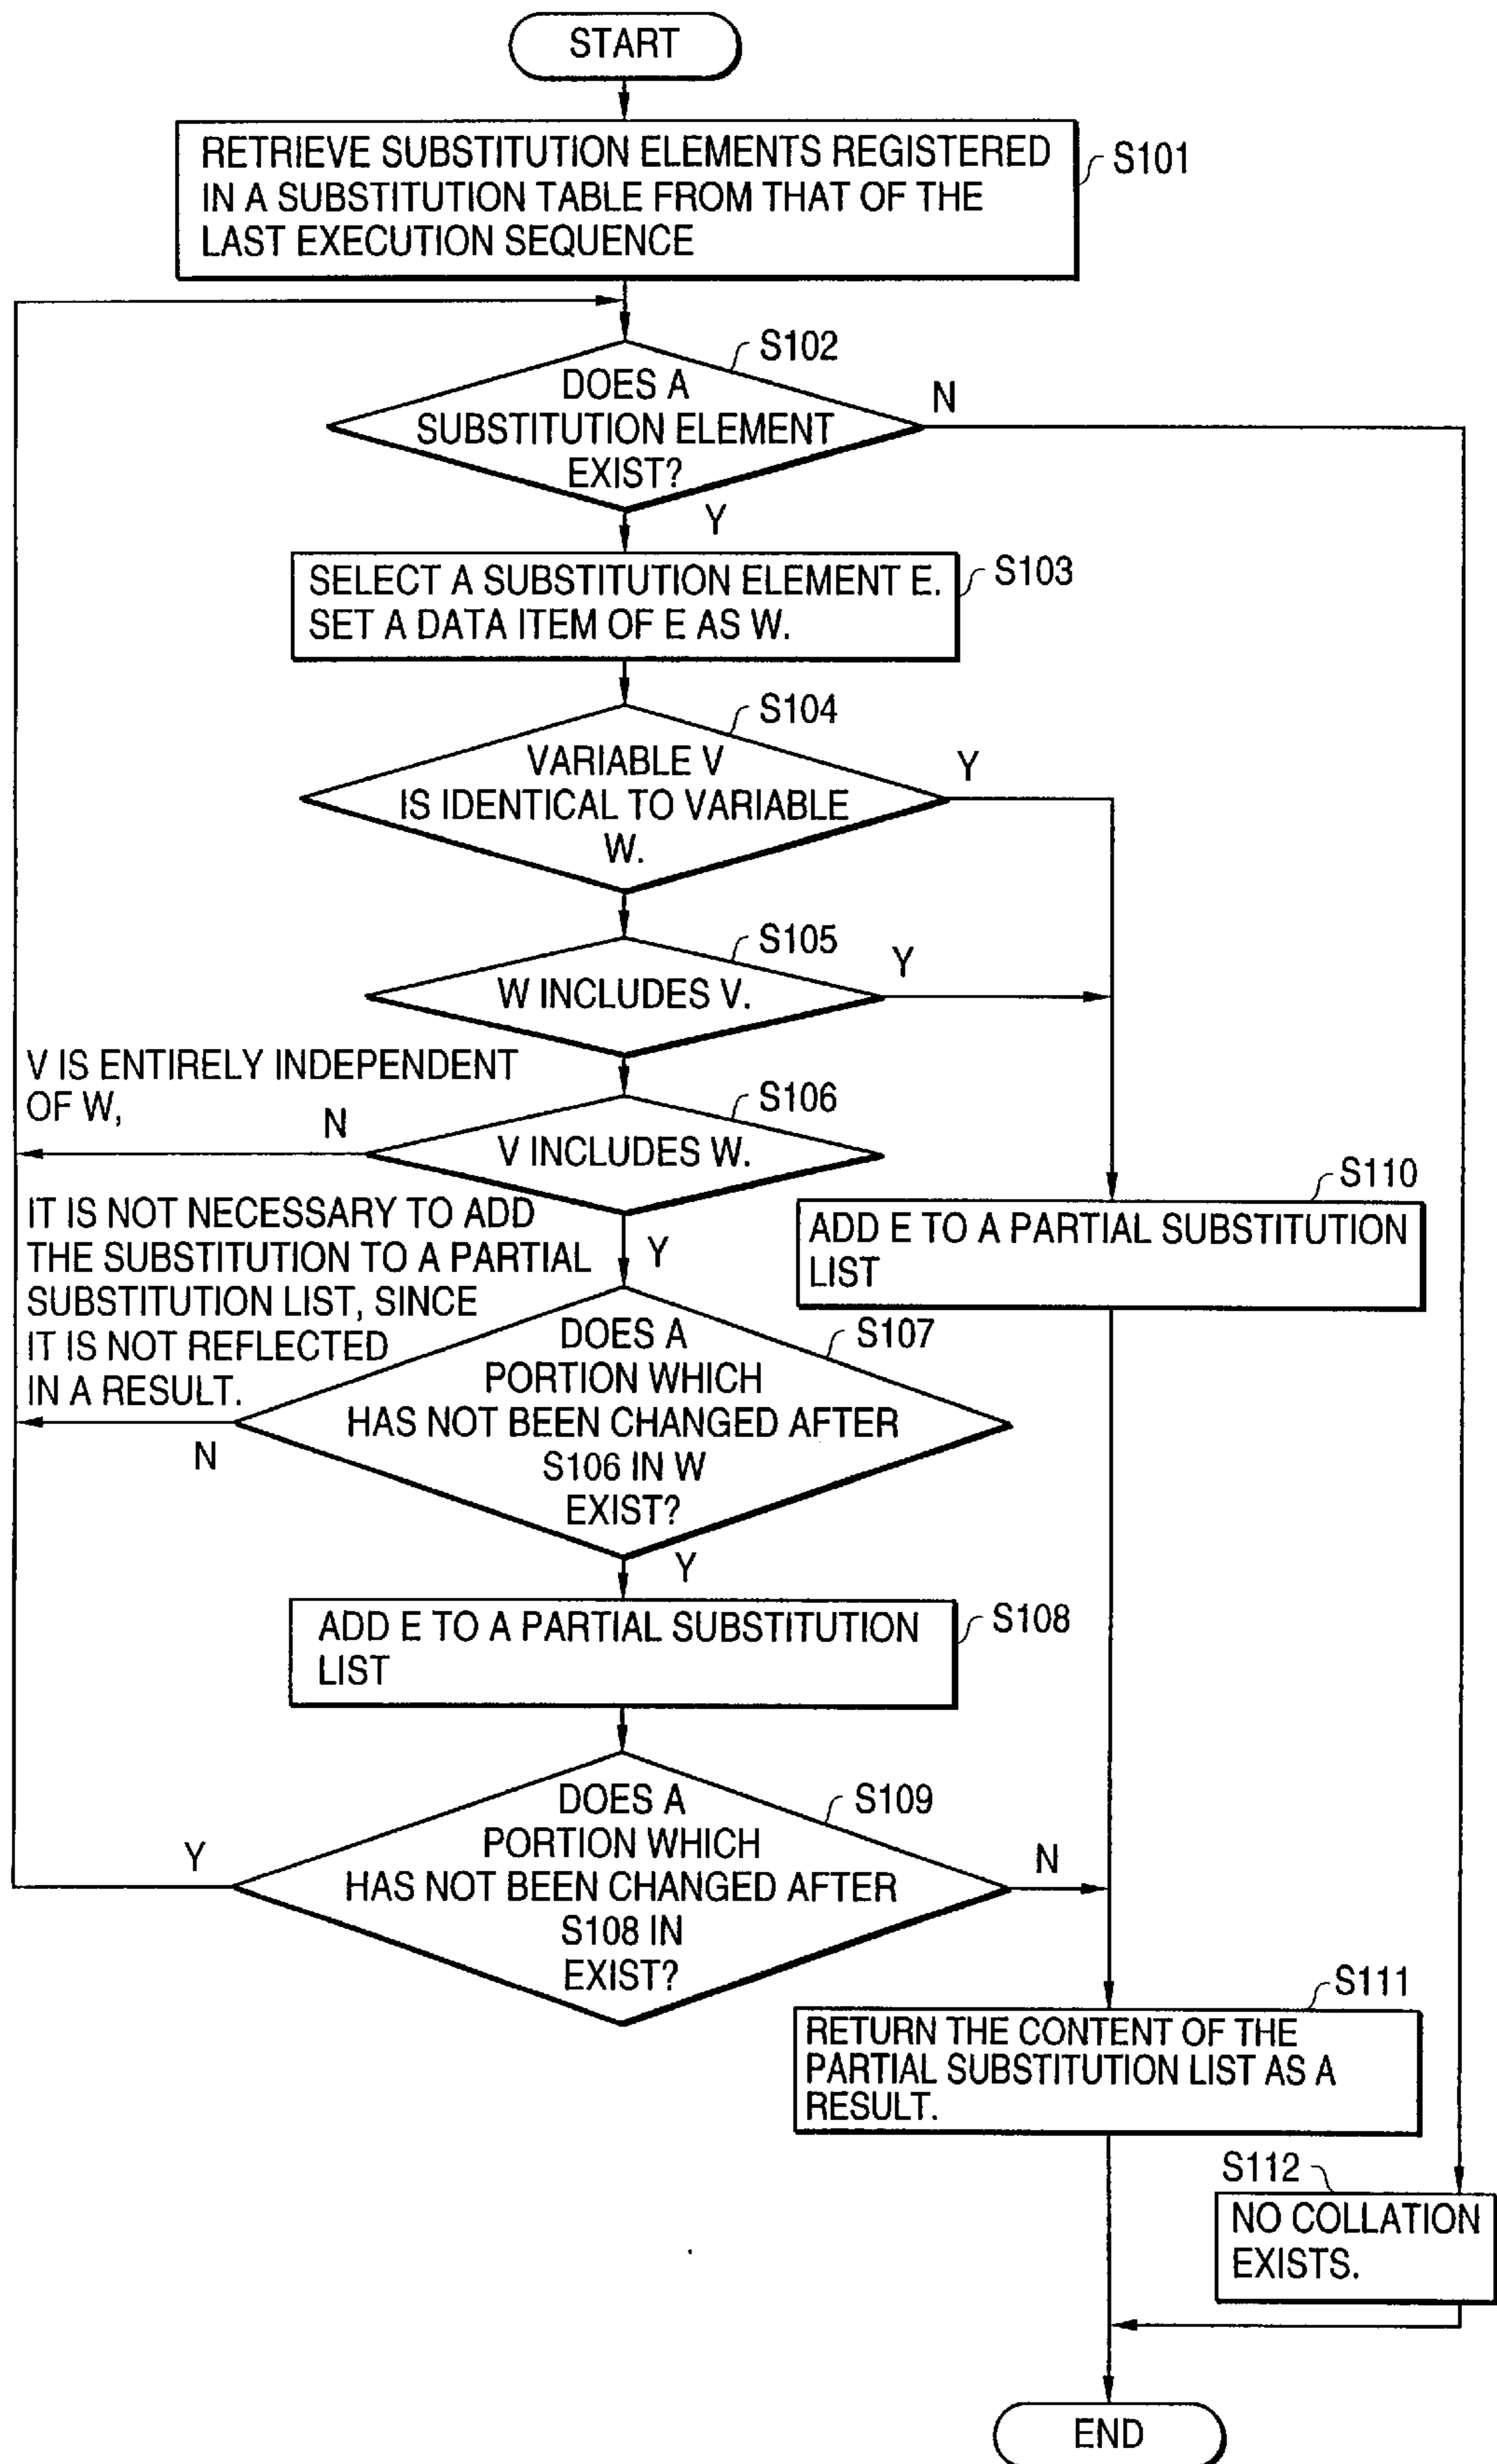 START
RETRIEVE SUBSTITUTION ELEMENTS REGISTERED
IN A SUBSTITUTION TABLE FROM THAT OF THE
LAST EXECUTION SEQUENCE
S101
S102
DOES A
SUBSTITUTION ELEMENT
EXIST?
N
Y
SELECT A SUBSTITUTION ELEMENT E.
SET A DATA ITEM OF E AS W.
S103
S104
VARIABLE V
IS IDENTICAL TO VARIABLE
W.
Y
S105
W INCLUDES V.
Y
V IS ENTIRELY INDEPENDENT
OF W,
N
S106
V INCLUDES W.
Y
S110
ADD E TO A PARTIAL SUBSTITUTION
LIST
IT IS NOT NECESSARY TO ADD
THE SUBSTITUTION TO A PARTIAL
SUBSTITUTION LIST, SINCE
IT IS NOT REFLECTED
IN A RESULT.
N
S107
DOES A
PORTION WHICH
HAS NOT BEEN CHANGED AFTER
S106 IN W
EXIST?
Y
ADD E TO A PARTIAL SUBSTITUTION
LIST
S108
S109
DOES A
PORTION WHICH
HAS NOT BEEN CHANGED AFTER
S108 IN
EXIST?
Y
N
S111
RETURN THE CONTENT OF THE
PARTIAL SUBSTITUTION LIST AS A
RESULT.
S112
NO COLLATION
EXISTS.
END